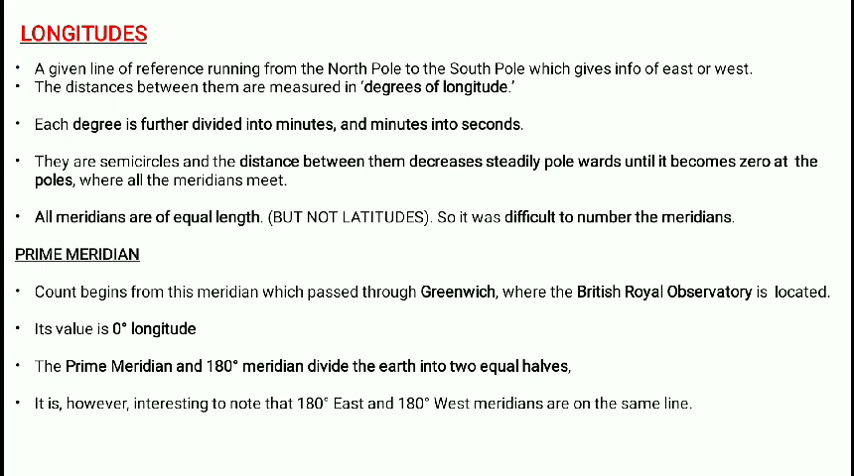 LONGITUDES
• A given line of reference running from the North Pole to the South Pole which gives info of east or west.
• The distances between them are measured in ‘degrees of longitude.’
• Each degree is further divided into minutes, and minutes into seconds.
• They are semicircles and the distance between them decreases steadily pole wards until it becomes zero at the
poles, where all the meridians meet.
• All meridians are of equal length. (BUT NOT LATITUDES). So it was difficult to number the meridians.
PRIME MERIDIAN
• Count begins from this meridian which passed through Greenwich, where the British Royal Observatory is located.
• Its value is 0° longitude
• The Prime Meridian and 180° meridian divide the earth into two equal halves,
• It is, however, interesting to note that 180° East and 180° West meridians are on the same line.